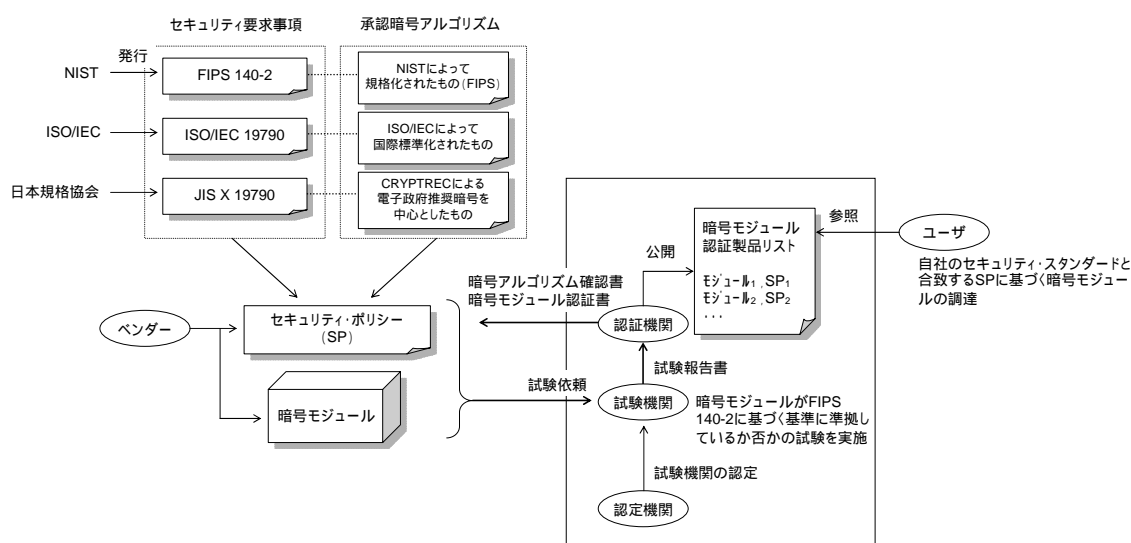 セキュリティ要求事項
承認暗号アルゴリズム
発行
NIST
FIPS 140-2
NISTによって
規格化されたもの(FIPS)
ISO/IEC
ISO/IEC 19790
ISO/IECによって
国際標準化されたもの
日本規格協会
JIS X 19790
CRYPTRECによる
電子政府推奨暗号を
中心としたもの
暗号モジュール
認証製品リスト
モジュール1,SP1
モジュール2,SP2
・・・
参照
ユーザ
自社のセキュリティ・スタンダードと
合致するSPに基づく暗号モジュー
ルの調達
公開
暗号アルゴリズム確認書
暗号モジュール認証書
ベンダー
セキュリティ・ポリシー
(SP)
認証機関
試験報告書
暗号モジュール
試験依頼
試験機関
暗号モジュールがFIPS
140-2に基づく基準に準拠し
ているか否かの試験を実施
試験機関の認定
認定機関